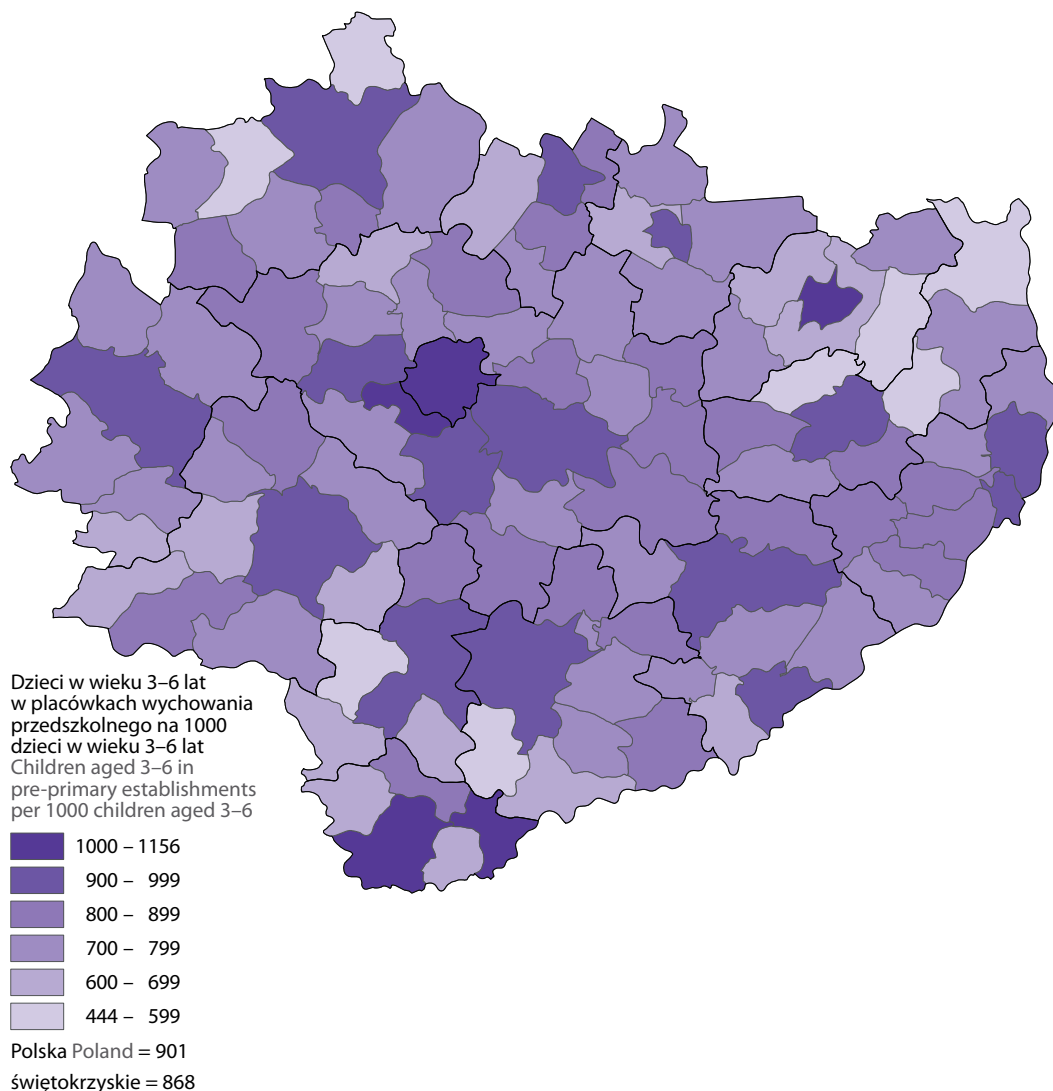 Dzieci w wieku 3–6 lat
w placówkach wychowania
przedszkolnego na 1000
dzieci w wieku 3–6 lat
Children aged 3–6 in
pre-primary establishments
per 1000 children aged 3–6
1000 – 1156
900 – 999
800 – 899
700 – 799
600 – 699
444 – 599
Polska Poland = 901
świętokrzyskie = 868